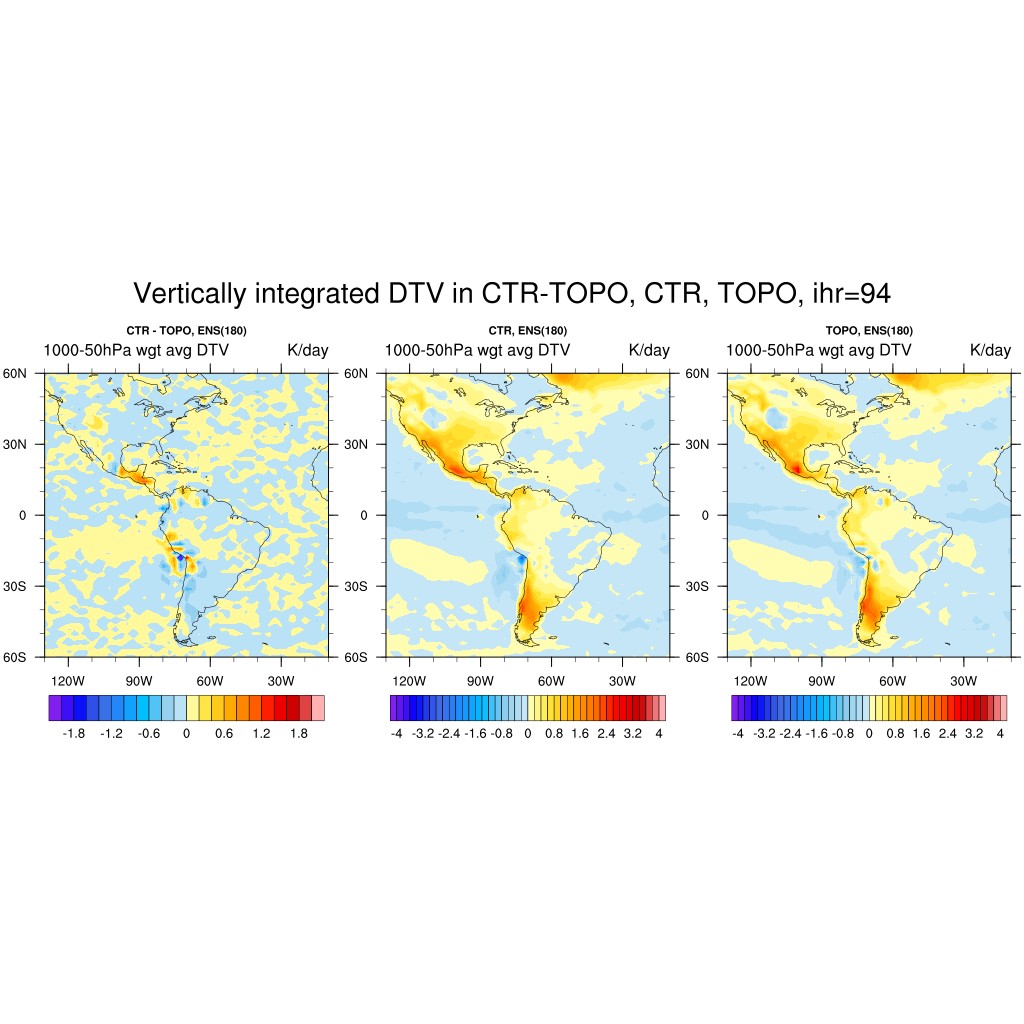 Vertically integrated DTV in CTR-TOPO, CTR, TOPO, ihr=94
CTR - TOPO, ENS(180)
1000-50hPa wgt avg DTV K/day
60N
30N
0
30S
60S
120W 90W 60W 30W
-1.8 -1.2 -0.6 0 0.6 1.2 1.8
CTR, ENS(180)
1000-50hPa wgt avg DTV K/day
60N
30N
0
30S
60S
120W 90W 60W 30W
-4 -3.2 -2.4 -1.6 -0.8 0 0.8 1.6 2.4 3.2 4
TOPO, ENS(180)
1000-50hPa wgt avg DTV K/day
60N
30N
0
30S
60S
120W 90W 60W 30W
-4 -3.2 -2.4 -1.6 -0.8 0 0.8 1.6 2.4 3.2 4